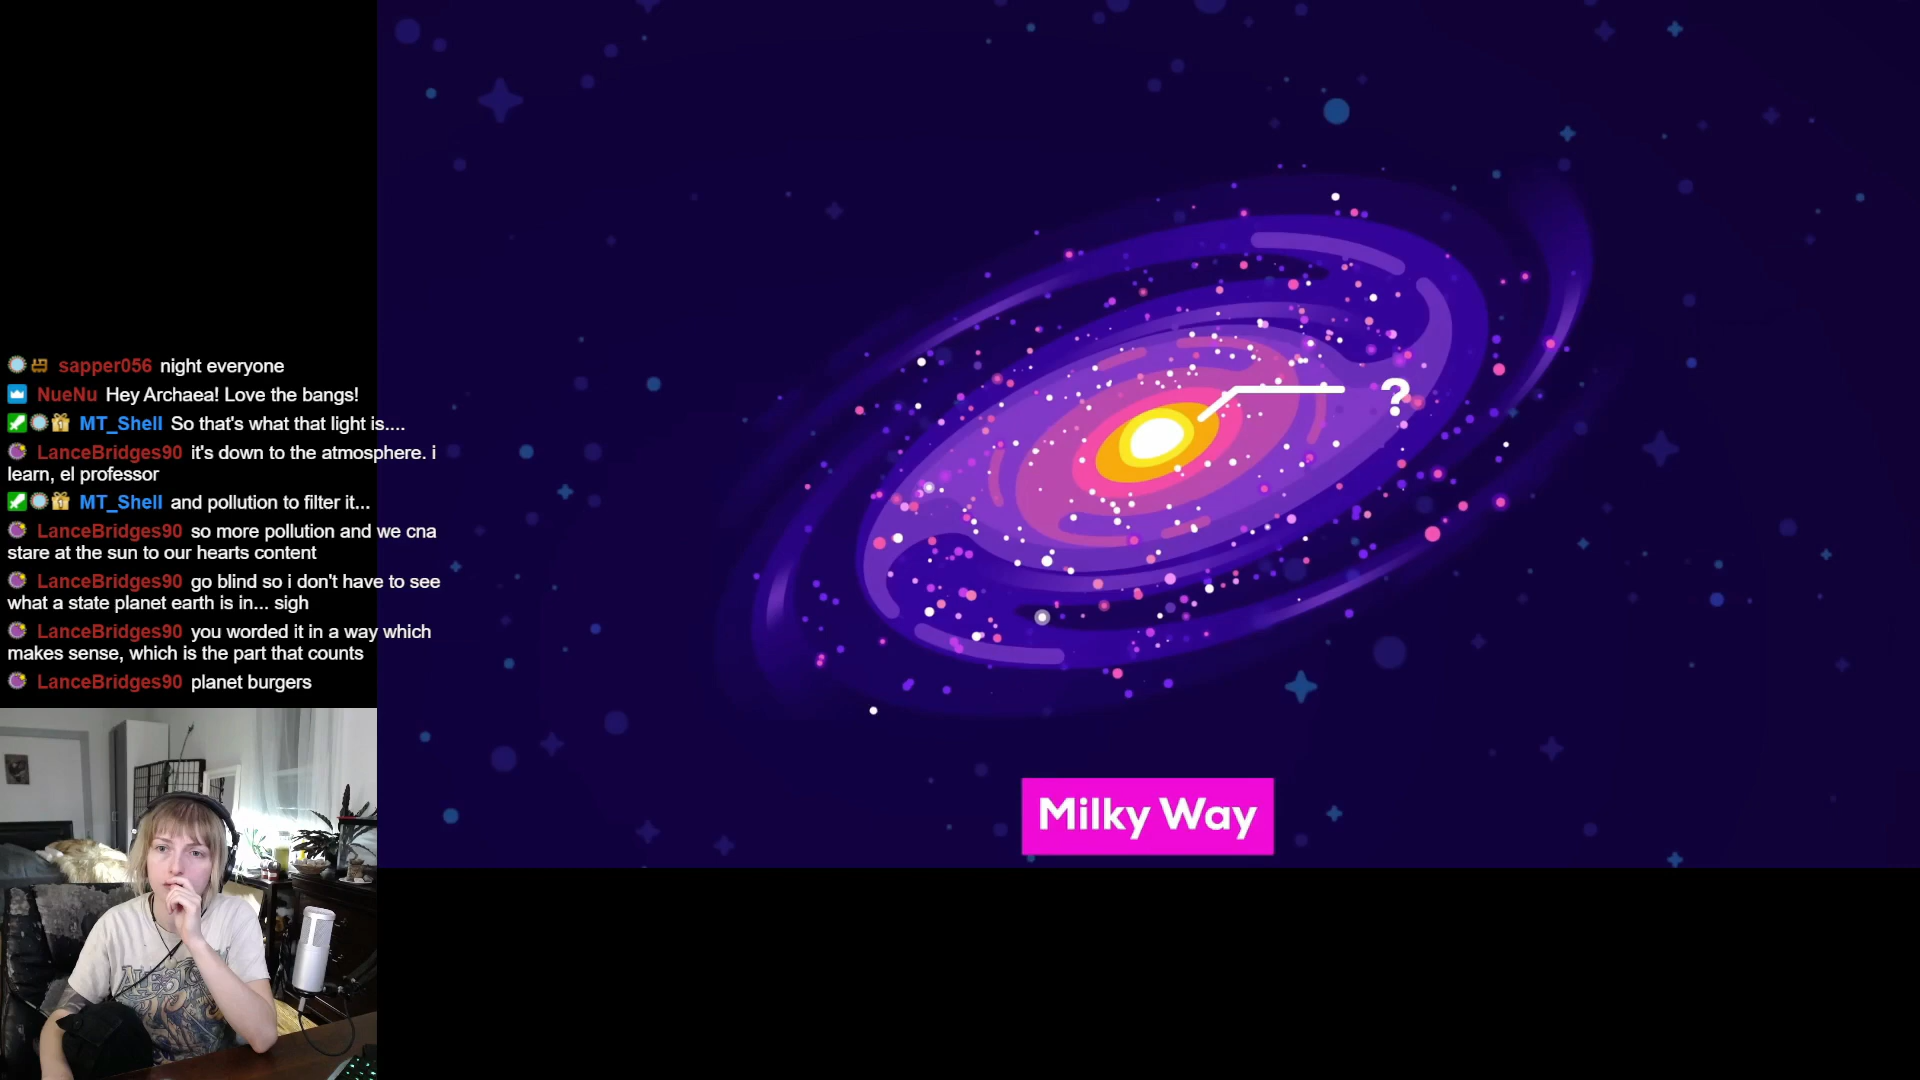 sapper056 night everyone
NueNu Hey Archaea! Love the bangs!
MT_Shell So that's what that light is....
LanceBridges90 it's down to the atmosphere. i
learn, el professor
MT_Shell and pollution to filter it...
LanceBridges90 so more pollution and we cna
stare at the sun to our hearts content
LanceBridges90 go blind so i don't have to see
what a state planet earth is in... sigh
LanceBridges90 you worded it in a way which
makes sense, which is the part that counts
LanceBridges90 planet burgers
?
Milky Way